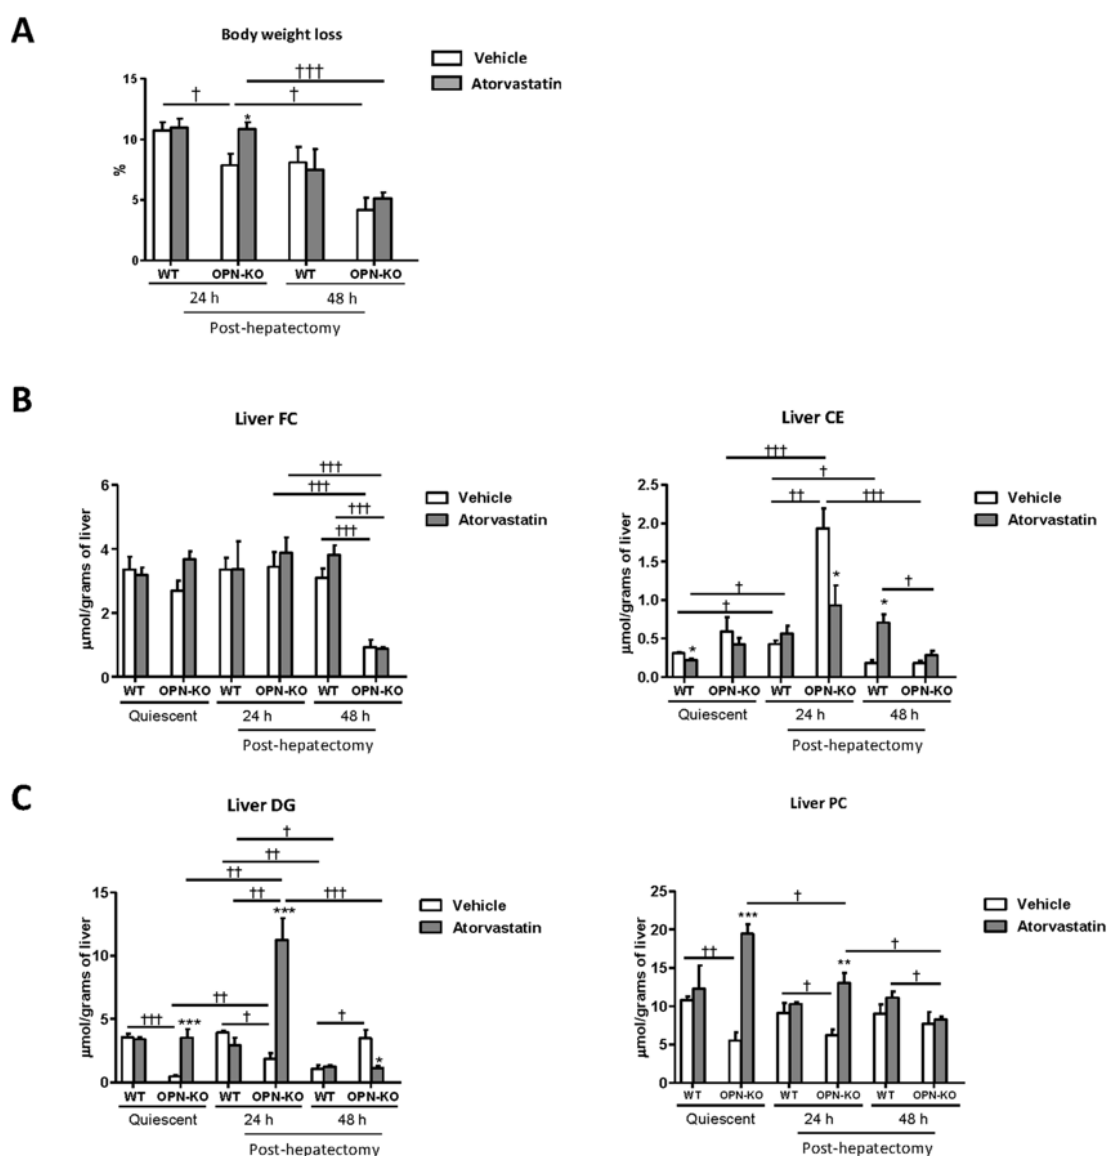 A
Body weight loss
Vehicle
Atorvastatin
†††
† †
*
15
10
5
0
%
WT OPN-KO WT OPN-KO
24 h 48 h
Post-hepatectomy
B
Liver FC
†††
†††
†††
†††
Vehicle
Atorvastatin
6
4
2
0
µmol/grams of liver
WT OPN-KO WT OPN-KO WT OPN-KO
Quiescent 24 h 48 h
Post-hepatectomy
Liver CE
†††
†
†† †††
† †
†
* * *
Vehicle
Atorvastatin
2.5
2.0
1.5
1.0
0.5
0.0
µmol/grams of liver
WT OPN-KO WT OPN-KO WT OPN-KO
Quiescent 24 h 48 h
Post-hepatectomy
C
Liver DG
†
††
††
†† †††
***
††
††† *** † †
*
Vehicle
Atorvastatin
15
10
5
0
µmol/grams of liver
WT OPN-KO WT OPN-KO WT OPN-KO
Quiescent 24 h 48 h
Post-hepatectomy
Liver PC
†
***
†† ** †
† †
Vehicle
Atorvastatin
25
20
15
10
5
0
µmol/grams of liver
WT OPN-KO WT OPN-KO WT OPN-KO
Quiescent 24 h 48 h
Post-hepatectomy